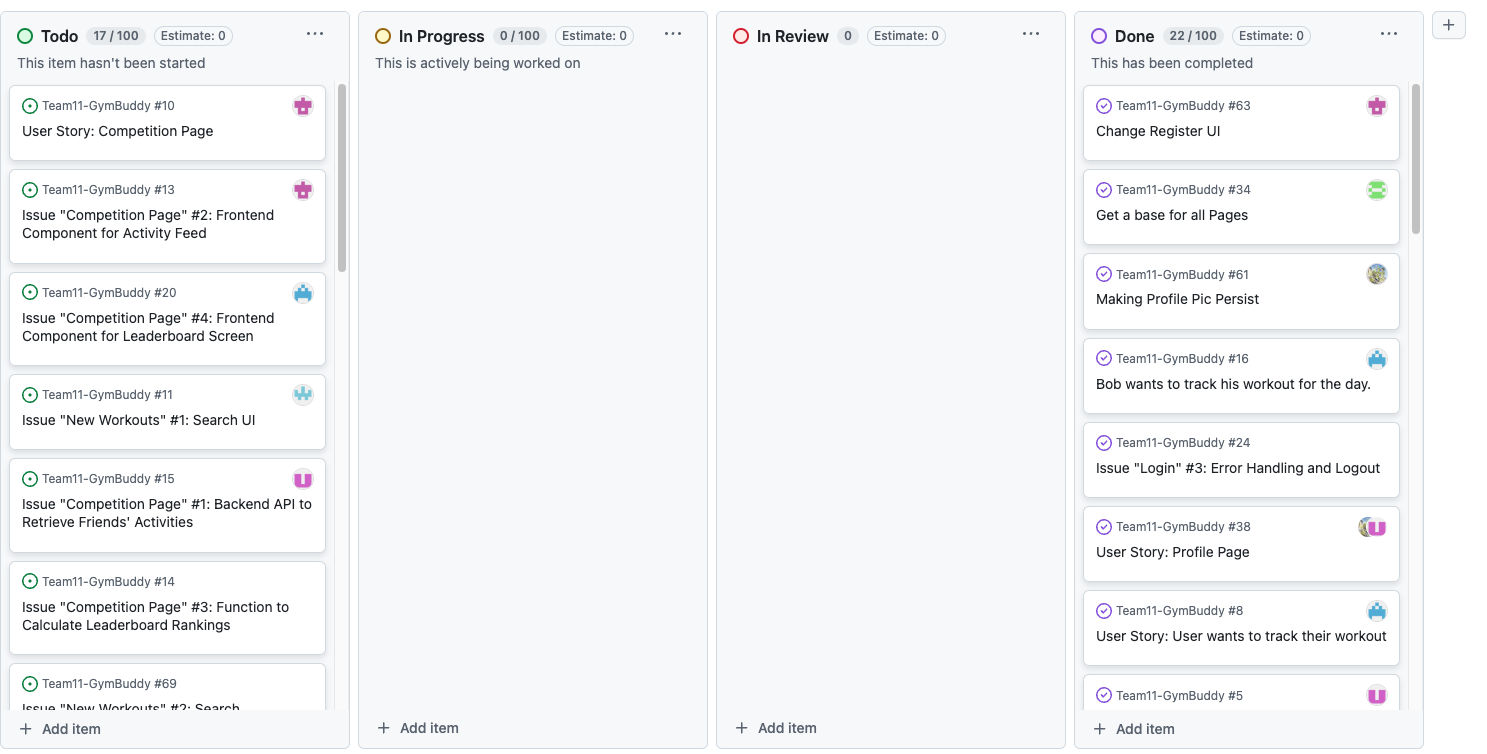 Todo 17 / 100 Estimate: 0 ...
This item hasn't been started
Team11-GymBuddy #10
User Story: Competition Page
Team11-GymBuddy #13
Issue "Competition Page" #2: Frontend
Component for Activity Feed
Team11-GymBuddy #20
Issue "Competition Page" #4: Frontend
Component for Leaderboard Screen
Team11-GymBuddy #11
Issue "New Workouts" #1: Search UI
Team11-GymBuddy #15
Issue "Competition Page" #1: Backend API to
Retrieve Friends' Activities
Team11-GymBuddy #14
Issue "Competition Page" #3: Function to
Calculate Leaderboard Rankings
Team11-GymBuddy #69
Issue "New Workouts" #2: Search
+ Add item
In Progress 0 / 100 Estimate: 0 ...
This is actively being worked on
+ Add item
In Review 0 Estimate: 0 ...
+ Add item
Done 22 / 100 Estimate: 0 ...
This has been completed
Team11-GymBuddy #63
Change Register UI
Team11-GymBuddy #34
Get a base for all Pages
Team11-GymBuddy #61
Making Profile Pic Persist
Team11-GymBuddy #16
Bob wants to track his workout for the day.
Team11-GymBuddy #24
Issue "Login" #3: Error Handling and Logout
Team11-GymBuddy #38
User Story: Profile Page
Team11-GymBuddy #8
User Story: User wants to track their workout
Team11-GymBuddy #5
+ Add item
+